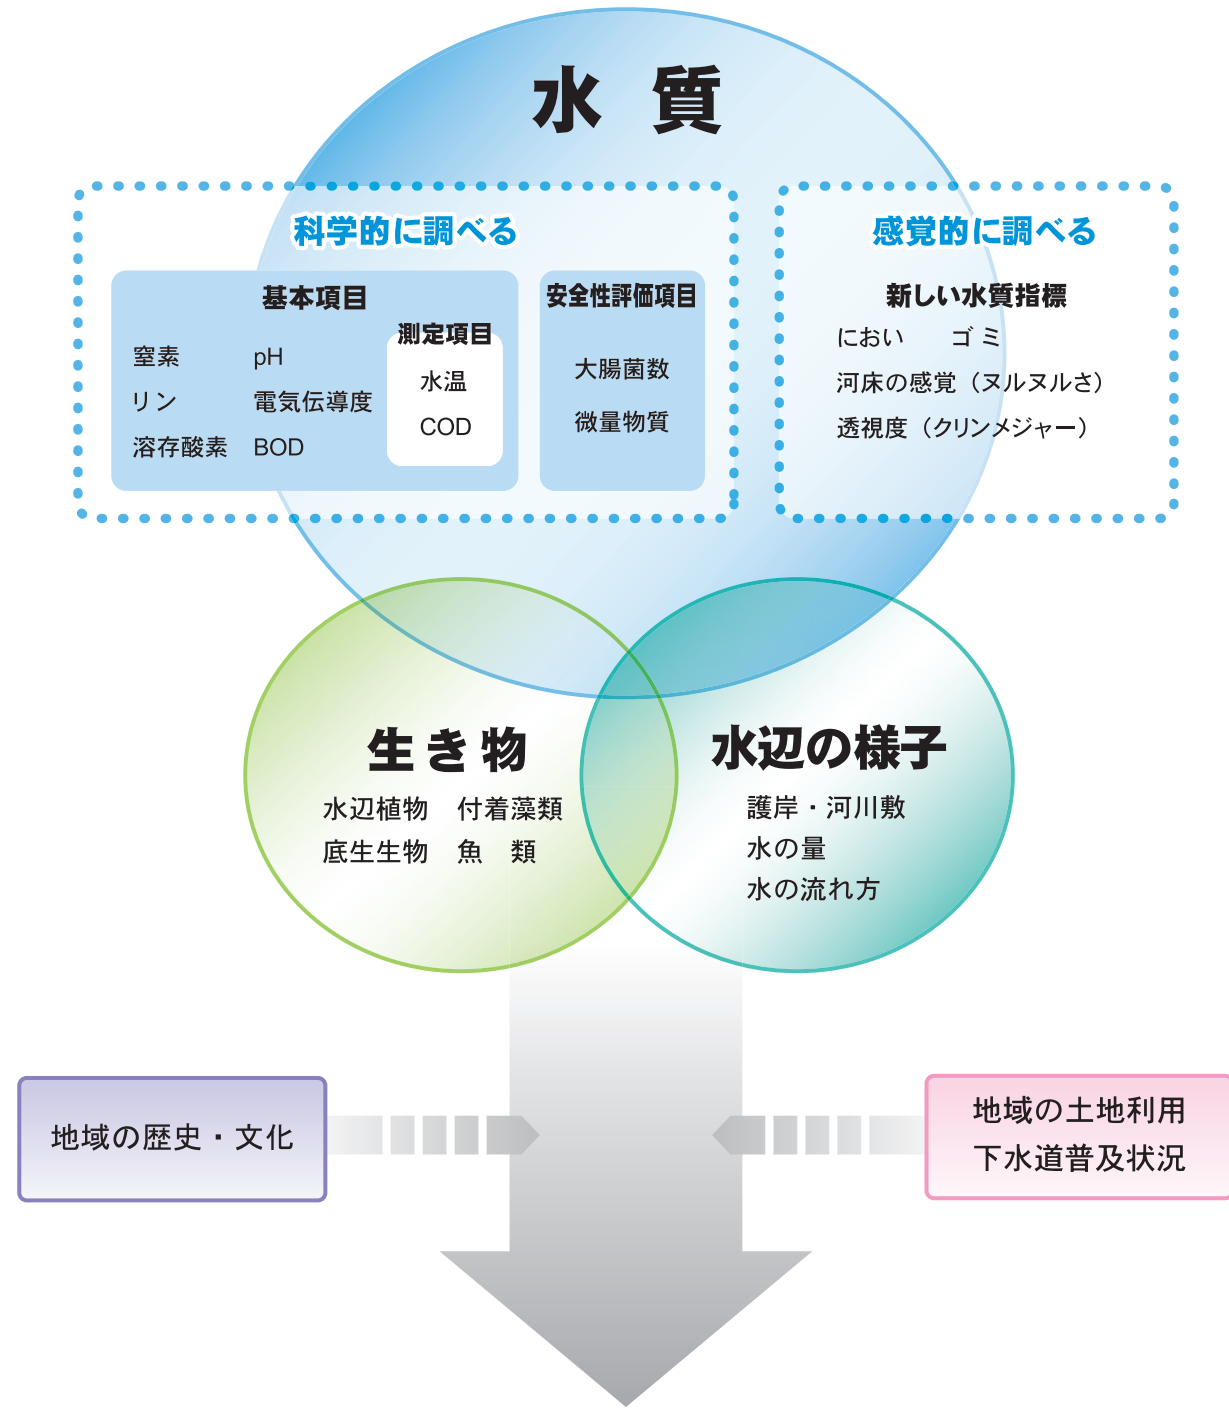 水 質
科学的に調べる
基本項目
窒素 pH
リン 電気伝導度
溶存酸素 BOD
測定項目
水温
COD
安全性評価項目
大腸菌数
微量物質
感覚的に調べる
新しい水質指標
におい ゴミ
河床の感覚（ヌルヌルさ）
透視度（クリンメジャー）
生き物
水辺植物 付着藻類
底生生物 魚 類
水辺の様子
護岸・河川敷
水の量
水の流れ方
地域の歴史・文化
地域の土地利用
下水道普及状況